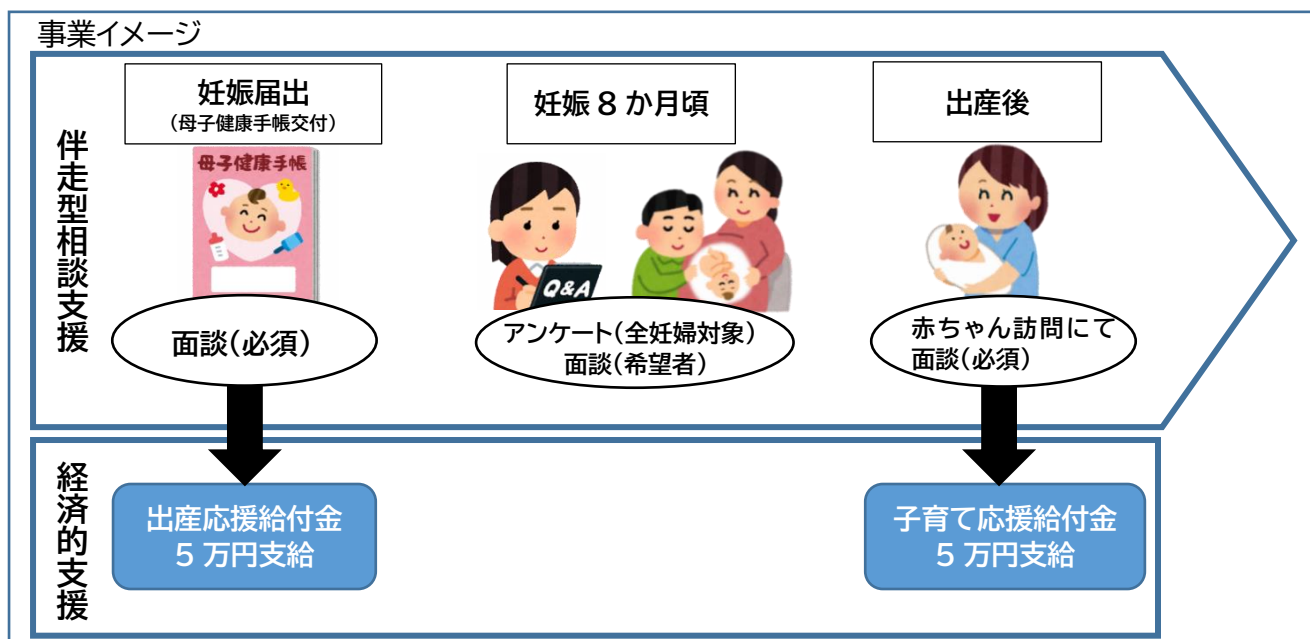 事業イメージ
伴走型相談支援
妊娠届出
（母子健康手帳交付）
母子健康手帳
面談（必須）
妊娠８か月頃
Q&A
アンケート（全妊婦対象）
面談（希望者）
出産後
赤ちゃん訪問にて
面談（必須）
経済的支援
出産応援給付金
５万円支給
子育て応援給付金
５万円支給